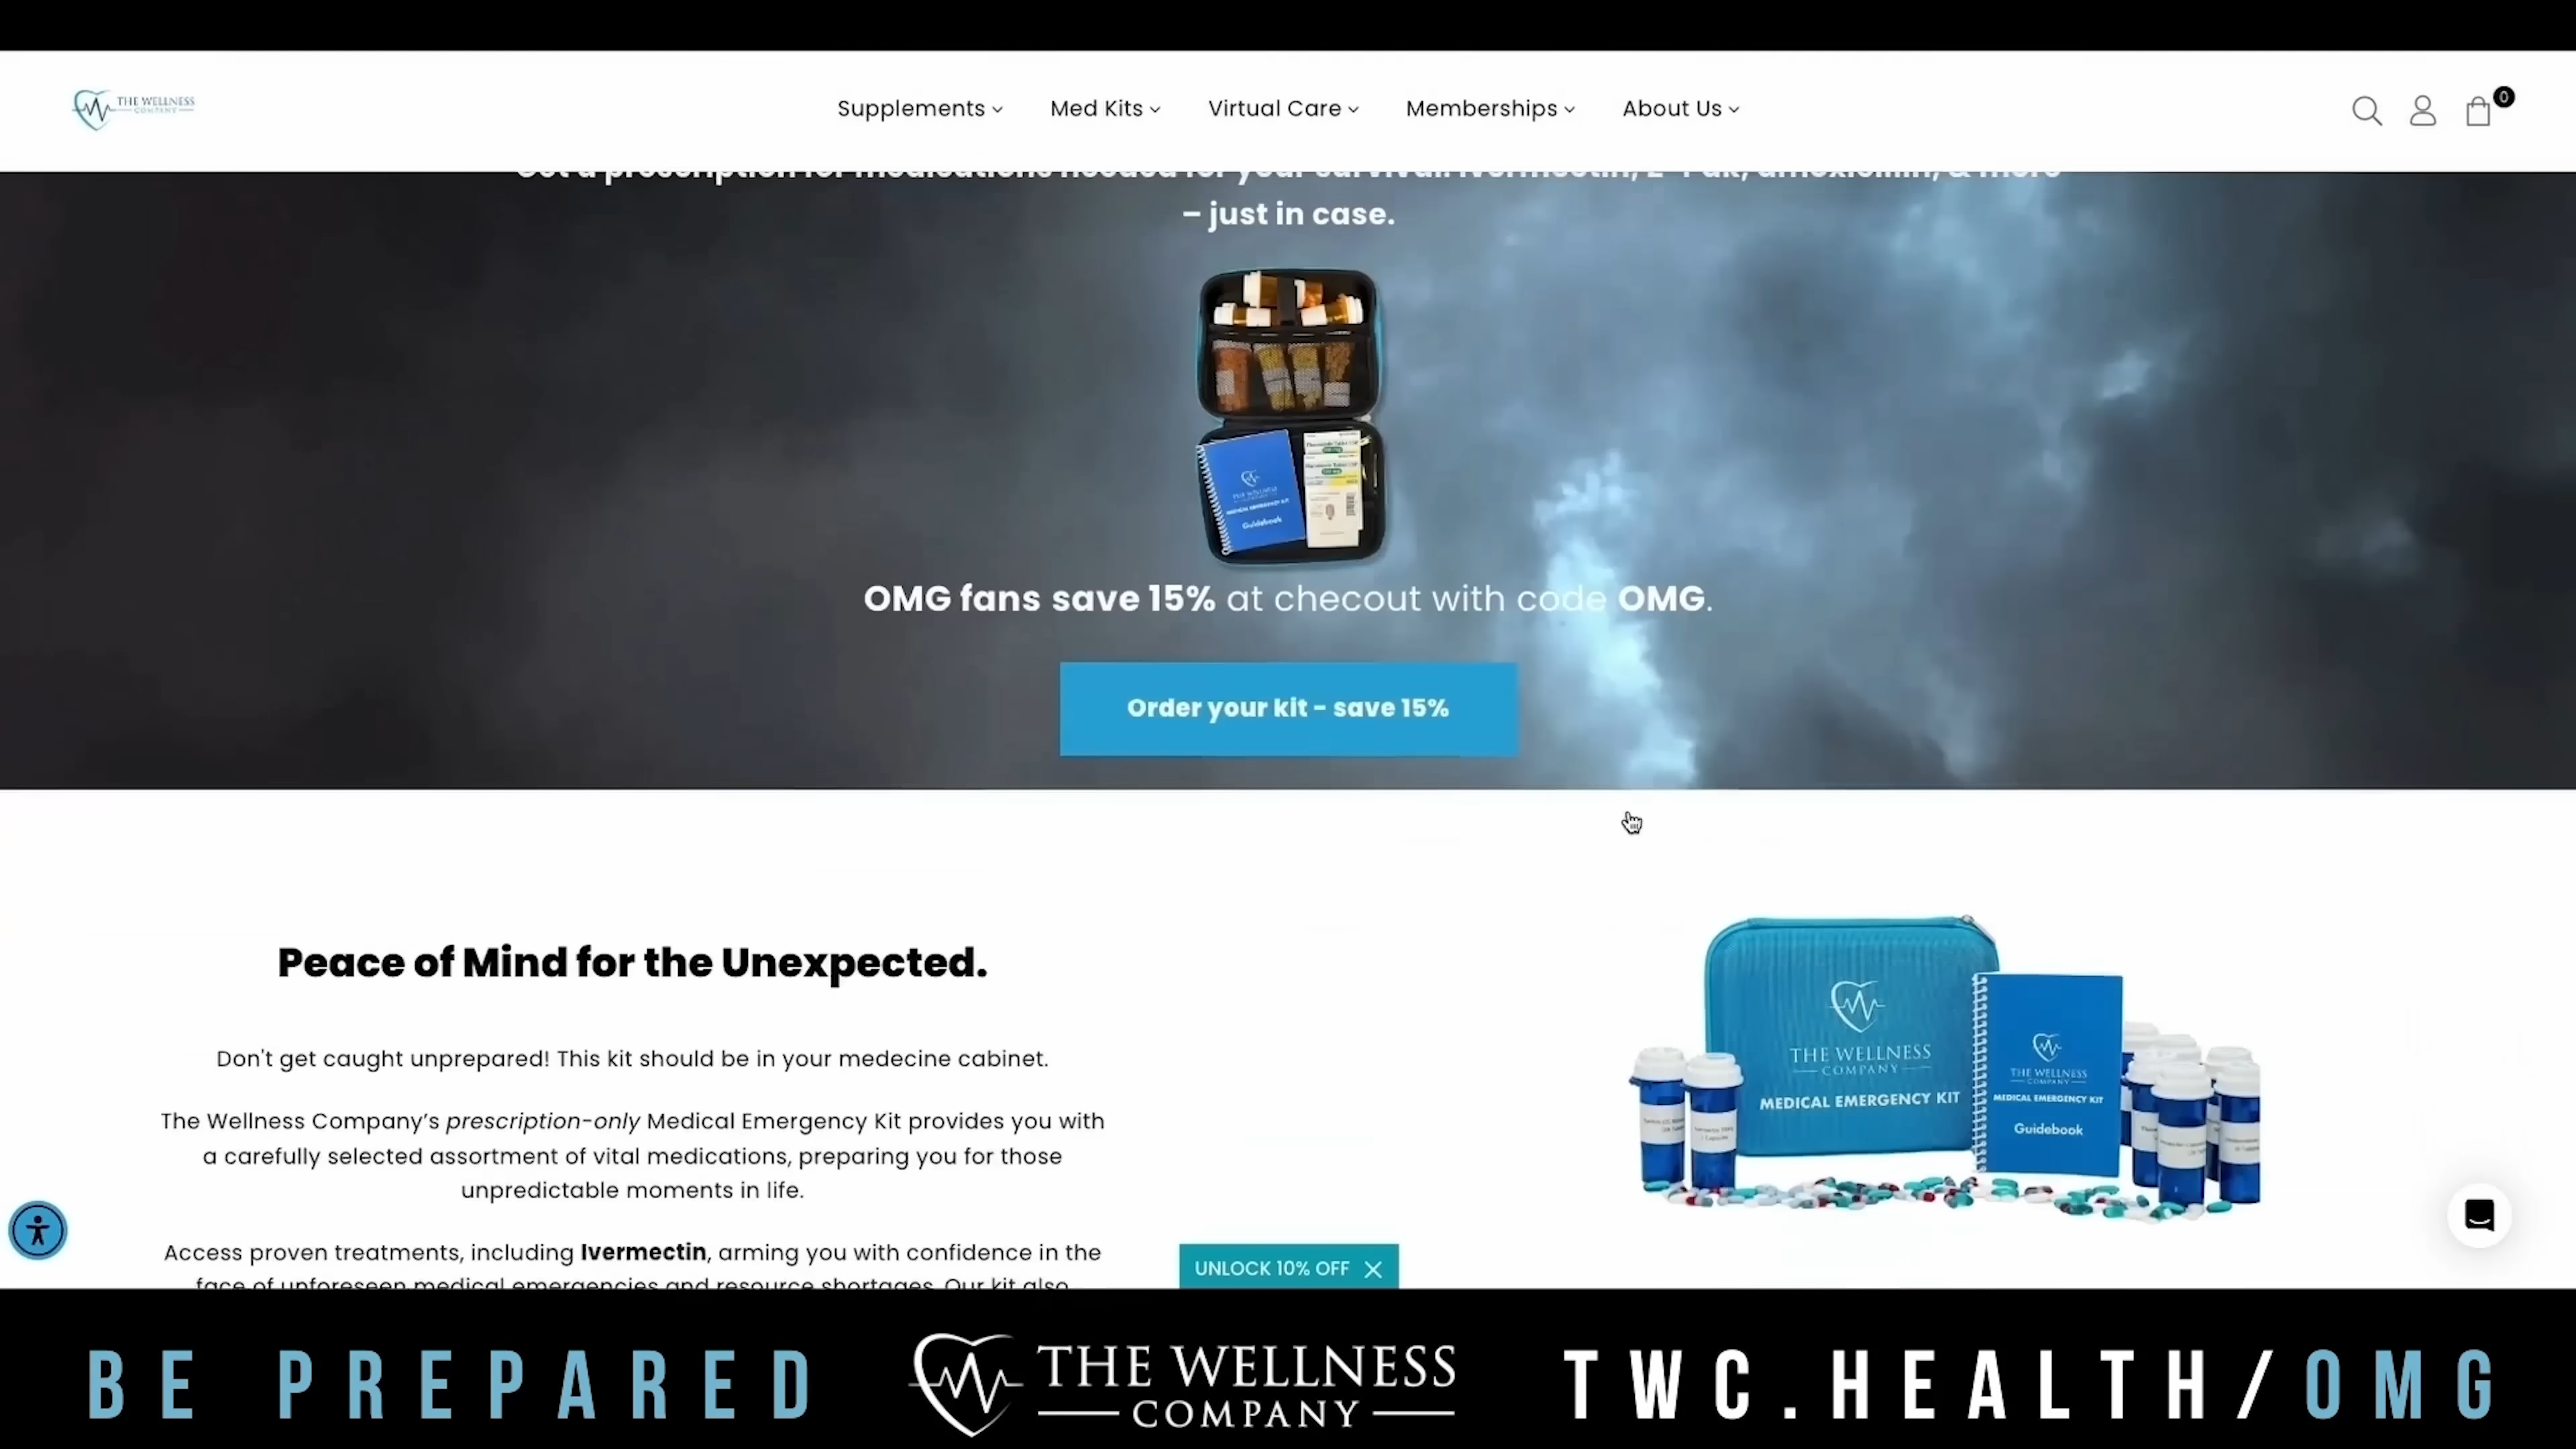 THE WELLNESS
COMPANY
Supplements
Med Kits
Virtual Care
Memberships
About Us
0
Get a prescription for medications needed for your survival: Ivermectin, Z-Pak, amoxicillin, & more
– just in case.
THE WELLNESS
MEDICAL EMERGENCY KIT
Guidebook
OMG fans save 15% at checout with code OMG.
Order your kit - save 15%
Peace of Mind for the Unexpected.
Don't get caught unprepared! This kit should be in your medecine cabinet.
The Wellness Company's prescription-only Medical Emergency Kit provides you with
a carefully selected assortment of vital medications, preparing you for those
unpredictable moments in life.
Access proven treatments, including Ivermectin, arming you with confidence in the
face of unforeseen medical emergencies and resource shortages. Our kit also
THE WELLNESS
COMPANY
MEDICAL EMERGENCY KIT
THE WELLNESS
COMPANY
MEDICAL EMERGENCY KIT
Guidebook
UNLOCK 10% OFF
BE PREPARED
THE WELLNESS
COMPANY
TWC.HEALTH/OMG